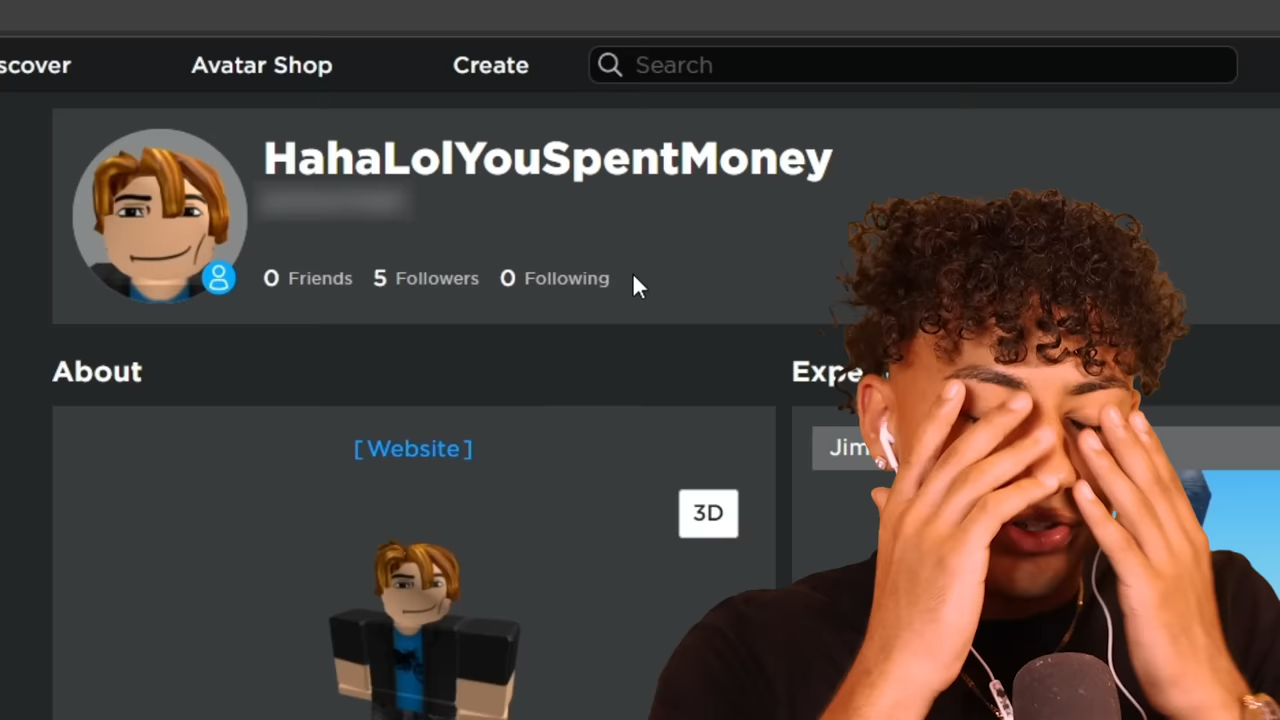 scover Avatar Shop Create Search
HahaLolYouSpentMoney
0 Friends 5 Followers 0 Following
About Expe
[ Website ]
Jim
3D